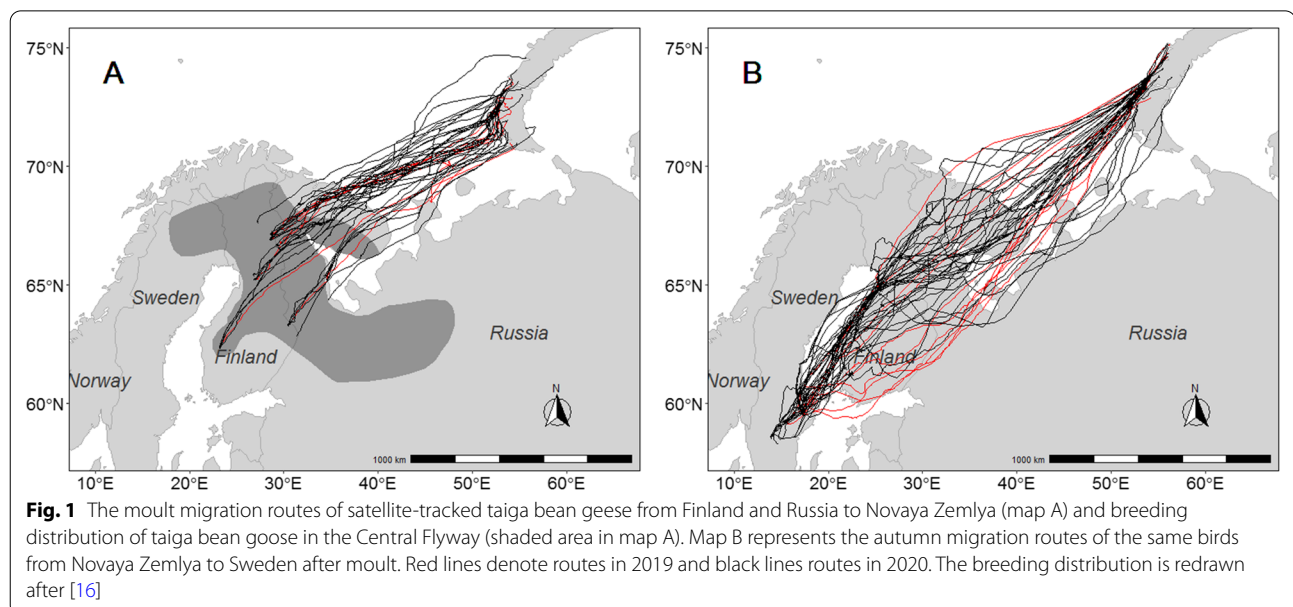 75°N
70°N
65°N
60°N
A
Sweden
Finland
Norway
Russia
N
1000 km
10°E 20°E 30°E 40°E 50°E 60°E
75°N
70°N
65°N
60°N
B
Sweden
Finland
Norway
Russia
N
1000 km
10°E 20°E 30°E 40°E 50°E 60°E
Fig. 1 The moult migration routes of satellite-tracked taiga bean geese from Finland and Russia to Novaya Zemlya (map A) and breeding
distribution of taiga bean goose in the Central Flyway (shaded area in map A). Map B represents the autumn migration routes of the same birds
from Novaya Zemlya to Sweden after moult. Red lines denote routes in 2019 and black lines routes in 2020. The breeding distribution is redrawn
after [16]